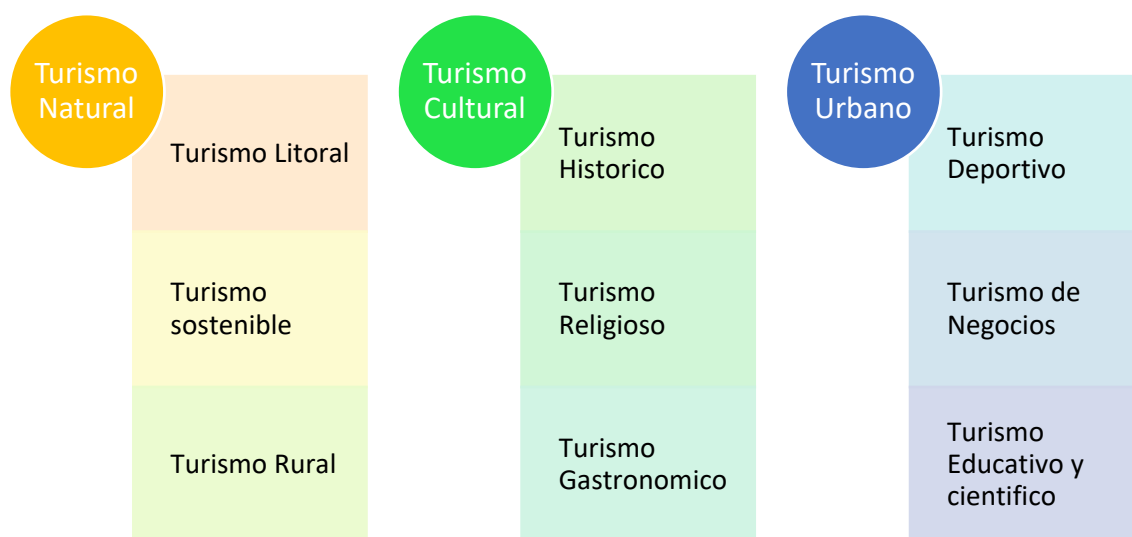 Turismo
Natural
Turismo Litoral
Turismo
sostenible
Turismo Rural
Turismo
Cultural
Turismo
Historico
Turismo
Religioso
Turismo
Gastronomico
Turismo
Urbano
Turismo
Deportivo
Turismo de
Negocios
Turismo
Educativo y
cientifico